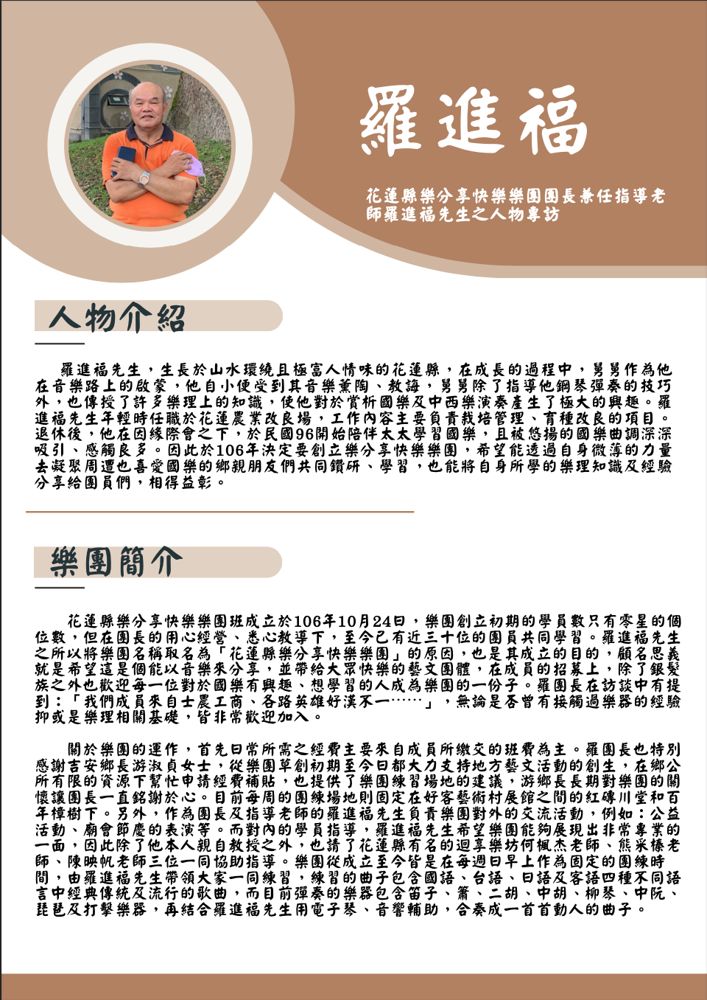 羅進福
花蓮縣樂分享快樂樂團團長兼任指導老
師羅進福先生之人物專訪
人物介紹
羅進福先生，生長於山水環繞且極富人情味的花蓮縣，在成長的過程中，舅舅作為他
在音樂路上的啟蒙，他自小便受到其音樂薰陶、教誨，舅舅除了指導他鋼琴彈奏的技巧
外，也傳授了許多樂理上的知識，使他對於賞析國樂及中西樂演奏產生了極大的興趣。羅
進福先生年輕時任職於花蓮農業改良場，工作內容主要負責栽培管理、育種改良的項目。
退休後，他在因緣際會之下，於民國96開始陪伴太太學習國樂，且被悠揚的國樂曲調深深
吸引、感觸良多。因此於106年決定要創立樂分享快樂樂團，希望能透過自身微薄的力量
去凝聚周遭也喜愛國樂的鄉親朋友們共同鑽研、學習，也能將自身所學的樂理知識及經驗
分享給團員們，相得益彰。
樂團簡介
花蓮縣樂分享快樂樂團班成立於106年10月24日，樂團創立初期的學員數只有零星的個
位數，但在團長的用心經營、悉心教導下，至今已有近三十位的團員共同學習。羅進福先生
之所以將樂團名稱取名為「花蓮縣樂分享快樂樂團」的原因，也是其成立的目的，顧名思義
就是希望這是個能以音樂來分享，並帶給大眾快樂的藝文團體，在成員的招募上，除了銀髮
族之外也歡迎每一位對於國樂有興趣、想學習的人成為樂團的一份子。羅團長在訪談中有提
到：「我們成員來自士農工商、各路英雄好漢不一……」，無論是否曾有接觸過樂器的經驗
抑或是樂理相關基礎，皆非常歡迎加入。
關於樂團的運作，首先日常所需之經費主要來自成員所繳交的班費為主。羅團長也特別
感謝吉安鄉長游淑貞女士，從樂團草創初期至今日都大力支持地方藝文活動的創生，在鄉公
所有限的資源下幫忙申請經費補貼，也提供了樂團練習場地的建議，游鄉長長期對樂團的關
懷讓團長一直銘謝於心。目前每周的團練場地則固定在好客藝術村展館之間的紅磚川堂和百
年樟樹下。另外，作為團長及指導老師的羅進福先生負責樂團對外的交流活動，例如：公益
活動、廟會節慶的表演等。而對內的學員指導，羅進福先生希望樂團能夠展現出非常專業的
一面，因此除了他本人親自教授之外，也請了花蓮縣有名的迴享樂坊何楓杰老師、熊采榛老
師、陳映帆老師三位一同協助指導。樂團從成立至今皆是在每週日早上作為固定的團練時
間，由羅進福先生帶領大家一同練習，練習的曲子包含國語、台語、日語及客語四種不同語
言中經典傳統及流行的歌曲，而目前彈奏的樂器包含笛子、簫、二胡、中胡、柳琴、中阮、
琵琶及打擊樂器，再結合羅進福先生用電子琴、音響輔助，合奏成一首首動人的曲子。